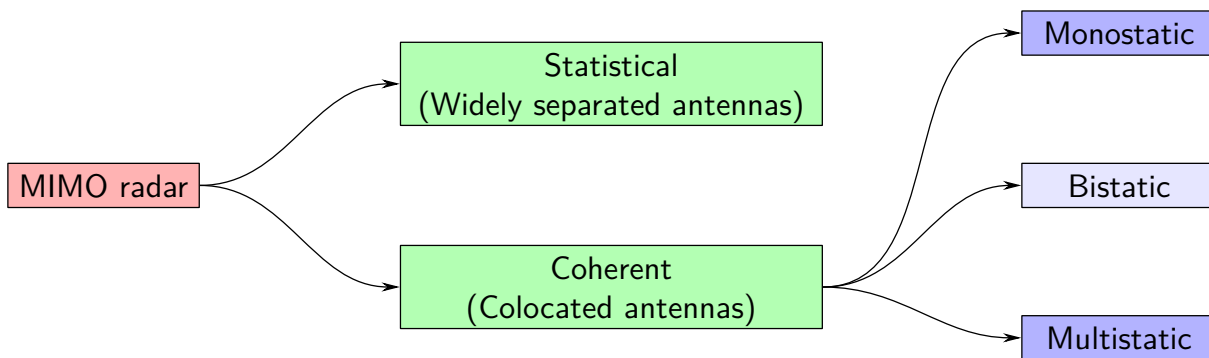 MIMO radar
Statistical
(Widely separated antennas)
Coherent
(Colocated antennas)
Monostatic
Bistatic
Multistatic